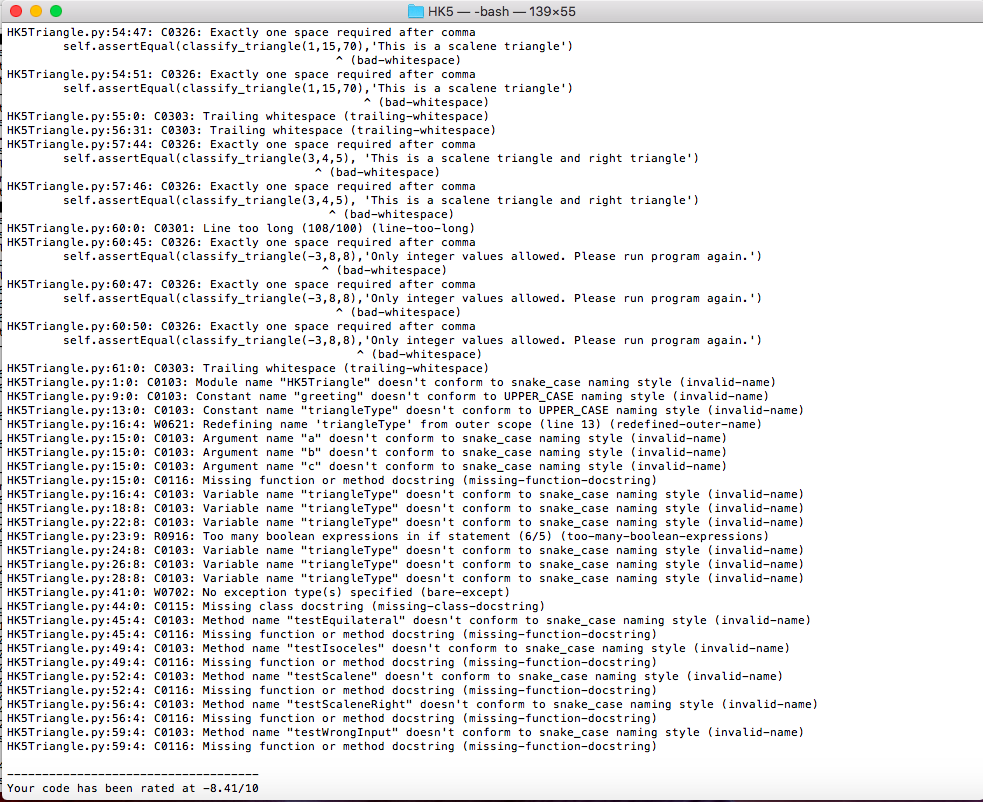 HK5 — -bash — 139×55
HK5Triangle.py:54:47: C0326: Exactly one space required after comma
        self.assertEqual(classify_triangle(1,15,70),'This is a scalene triangle')
                                               ^ (bad-whitespace)
HK5Triangle.py:54:51: C0326: Exactly one space required after comma
        self.assertEqual(classify_triangle(1,15,70),'This is a scalene triangle')
                                                   ^ (bad-whitespace)
HK5Triangle.py:55:0: C0303: Trailing whitespace (trailing-whitespace)
HK5Triangle.py:56:31: C0303: Trailing whitespace (trailing-whitespace)
HK5Triangle.py:57:44: C0326: Exactly one space required after comma
        self.assertEqual(classify_triangle(3,4,5), 'This is a scalene triangle and right triangle')
                                            ^ (bad-whitespace)
HK5Triangle.py:57:46: C0326: Exactly one space required after comma
        self.assertEqual(classify_triangle(3,4,5), 'This is a scalene triangle and right triangle')
                                              ^ (bad-whitespace)
HK5Triangle.py:60:0: C0301: Line too long (108/100) (line-too-long)
HK5Triangle.py:60:45: C0326: Exactly one space required after comma
        self.assertEqual(classify_triangle(-3,8,8),'Only integer values allowed. Please run program again.')
                                             ^ (bad-whitespace)
HK5Triangle.py:60:47: C0326: Exactly one space required after comma
        self.assertEqual(classify_triangle(-3,8,8),'Only integer values allowed. Please run program again.')
                                               ^ (bad-whitespace)
HK5Triangle.py:60:50: C0326: Exactly one space required after comma
        self.assertEqual(classify_triangle(-3,8,8),'Only integer values allowed. Please run program again.')
                                                  ^ (bad-whitespace)
HK5Triangle.py:61:0: C0303: Trailing whitespace (trailing-whitespace)
HK5Triangle.py:1:0: C0103: Module name "HK5Triangle" doesn't conform to snake_case naming style (invalid-name)
HK5Triangle.py:9:0: C0103: Constant name "greeting" doesn't conform to UPPER_CASE naming style (invalid-name)
HK5Triangle.py:13:0: C0103: Constant name "triangleType" doesn't conform to UPPER_CASE naming style (invalid-name)
HK5Triangle.py:16:4: W0621: Redefining name 'triangleType' from outer scope (line 13) (redefined-outer-name)
HK5Triangle.py:15:0: C0103: Argument name "a" doesn't conform to snake_case naming style (invalid-name)
HK5Triangle.py:15:0: C0103: Argument name "b" doesn't conform to snake_case naming style (invalid-name)
HK5Triangle.py:15:0: C0103: Argument name "c" doesn't conform to snake_case naming style (invalid-name)
HK5Triangle.py:15:0: C0116: Missing function or method docstring (missing-function-docstring)
HK5Triangle.py:16:4: C0103: Variable name "triangleType" doesn't conform to snake_case naming style (invalid-name)
HK5Triangle.py:18:8: C0103: Variable name "triangleType" doesn't conform to snake_case naming style (invalid-name)
HK5Triangle.py:22:8: C0103: Variable name "triangleType" doesn't conform to snake_case naming style (invalid-name)
HK5Triangle.py:23:9: R0916: Too many boolean expressions in if statement (6/5) (too-many-boolean-expressions)
HK5Triangle.py:24:8: C0103: Variable name "triangleType" doesn't conform to snake_case naming style (invalid-name)
HK5Triangle.py:26:8: C0103: Variable name "triangleType" doesn't conform to snake_case naming style (invalid-name)
HK5Triangle.py:28:8: C0103: Variable name "triangleType" doesn't conform to snake_case naming style (invalid-name)
HK5Triangle.py:41:0: W0702: No exception type(s) specified (bare-except)
HK5Triangle.py:44:0: C0115: Missing class docstring (missing-class-docstring)
HK5Triangle.py:45:4: C0103: Method name "testEquilateral" doesn't conform to snake_case naming style (invalid-name)
HK5Triangle.py:45:4: C0116: Missing function or method docstring (missing-function-docstring)
HK5Triangle.py:49:4: C0103: Method name "testIsoceles" doesn't conform to snake_case naming style (invalid-name)
HK5Triangle.py:49:4: C0116: Missing function or method docstring (missing-function-docstring)
HK5Triangle.py:52:4: C0103: Method name "testScalene" doesn't conform to snake_case naming style (invalid-name)
HK5Triangle.py:52:4: C0116: Missing function or method docstring (missing-function-docstring)
HK5Triangle.py:56:4: C0103: Method name "testScaleneRight" doesn't conform to snake_case naming style (invalid-name)
HK5Triangle.py:56:4: C0116: Missing function or method docstring (missing-function-docstring)
HK5Triangle.py:59:4: C0103: Method name "testWrongInput" doesn't conform to snake_case naming style (invalid-name)
HK5Triangle.py:59:4: C0116: Missing function or method docstring (missing-function-docstring)

------------------------------------
Your code has been rated at -8.41/10